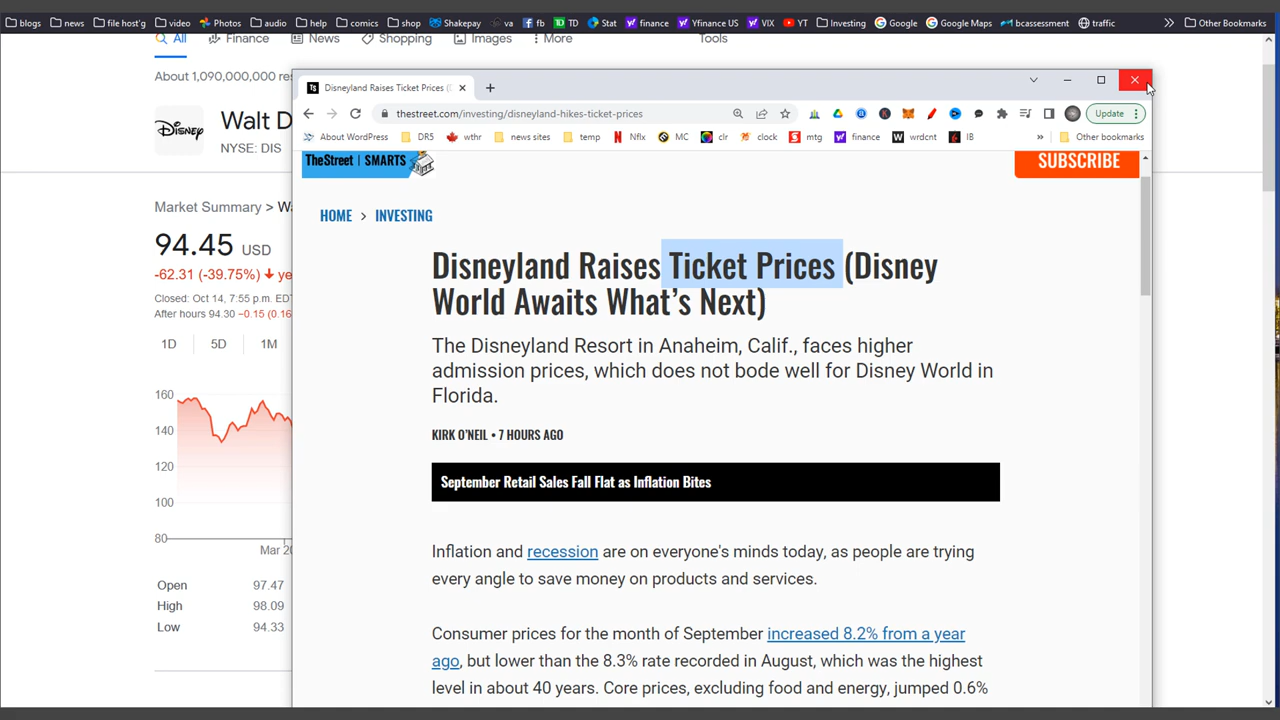 blogs news file host'g video Photos audio help comics shop Shakepay va fb TD Stat finance Yfinance US VIX YT Investing Google Google Maps bcassessment traffic » Other Bookmarks
All Finance News Shopping Images More Tools
About 1,090,000,000 res
Disney
Walt D
NYSE: DIS
Market Summary > Wa
94.45 USD
-62.31 (-39.75%) ye
Closed: Oct 14, 7:55 p.m. EDT
After hours 94.30 −0.15 (0.16
1D 5D 1M
160
140
120
100
80
Mar 20
Open 97.47
High 98.09
Low 94.33
Disneyland Raises Ticket Prices (
thestreet.com/investing/disneyland-hikes-ticket-prices
Update
About WordPress DR5 wthr news sites temp Nflx MC clr clock mtg finance wrdcnt IB » Other bookmarks
TheStreet | SMARTS
SUBSCRIBE
HOME > INVESTING
Disneyland Raises Ticket Prices (Disney
World Awaits What's Next)
The Disneyland Resort in Anaheim, Calif., faces higher
admission prices, which does not bode well for Disney World in
Florida.
KIRK O'NEIL • 7 HOURS AGO
September Retail Sales Fall Flat as Inflation Bites
Inflation and recession are on everyone's minds today, as people are trying
every angle to save money on products and services.
Consumer prices for the month of September increased 8.2% from a year
ago, but lower than the 8.3% rate recorded in August, which was the highest
level in about 40 years. Core prices, excluding food and energy, jumped 0.6%